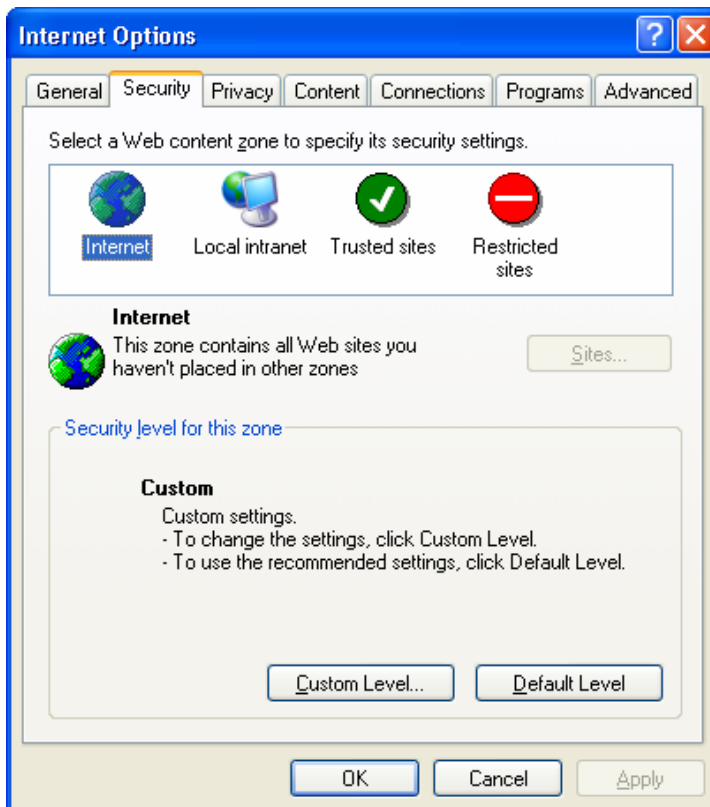 Internet Options
General Security Privacy Content Connections Programs Advanced
Select a Web content zone to specify its security settings.
Internet Local intranet Trusted sites Restricted
sites
Internet
This zone contains all Web sites you
haven't placed in other zones
Sites...
Security level for this zone
Custom
Custom settings.
- To change the settings, click Custom Level.
- To use the recommended settings, click Default Level.
Custom Level... Default Level
OK Cancel Apply